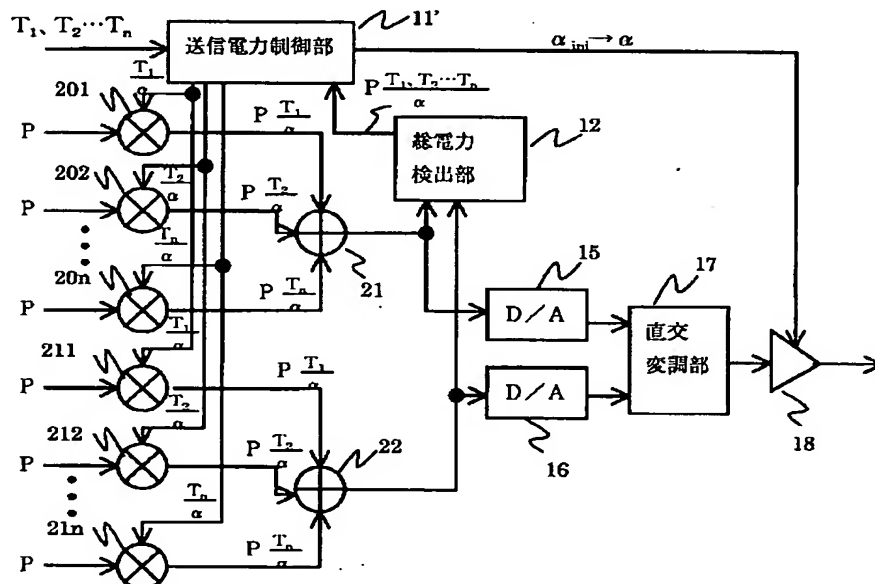 T₁、T₂⋯Tₙ
送信電力制御部
11'
α ini → α
201
T₁/α
P
P T₁/α
P T₁、T₂⋯Tₙ/α
総電力
検出部
12
202
T₂/α
P
P T₂/α
20n
Tₙ/α
P
P Tₙ/α
21
15
D/A
17
直交
変調部
211
T₁/α
P
P T₁/α
D/A
16
18
212
T₂/α
P
P T₂/α
22
21n
Tₙ/α
P
P Tₙ/α